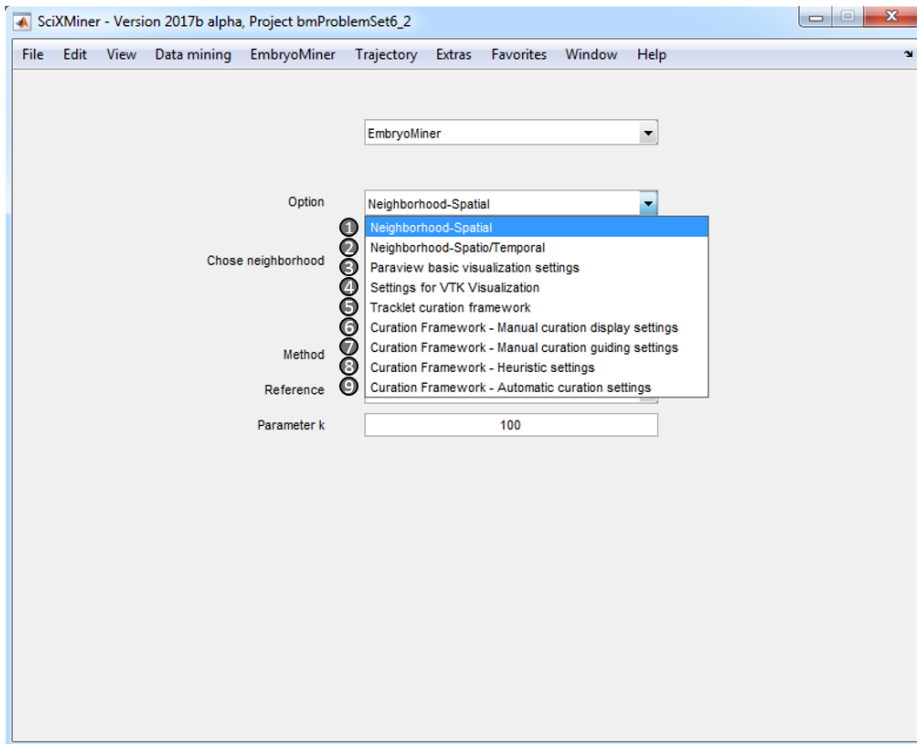 SciXMiner - Version 2017b alpha, Project bmProblemSet6_2
File Edit View Data mining EmbryoMiner Trajectory Extras Favorites Window Help
EmbryoMiner
Option Neighborhood-Spatial
1 Neighborhood-Spatial
2 Neighborhood-Spatio/Temporal
Chose neighborhood
3 Paraview basic visualization settings
4 Settings for VTK Visualization
5 Tracklet curation framework
6 Curation Framework - Manual curation display settings
7 Curation Framework - Manual curation guiding settings
Method
8 Curation Framework - Heuristic settings
9 Curation Framework - Automatic curation settings
Reference
Parameter k 100